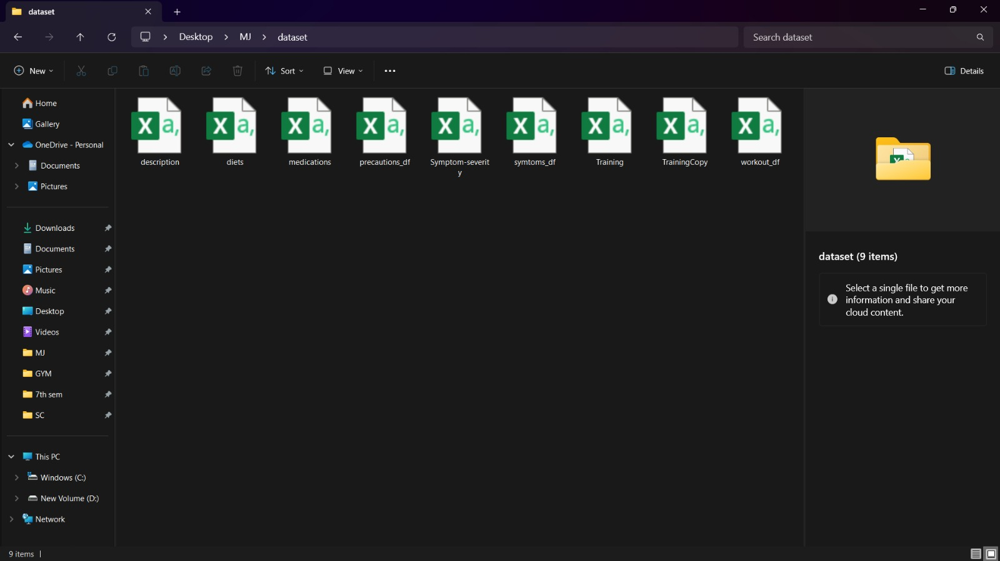 dataset
Desktop
MJ
dataset
Search dataset
New
Sort
View
Details
Home
Gallery
OneDrive - Personal
Documents
Pictures
Downloads
Documents
Pictures
Music
Desktop
Videos
MJ
GYM
7th sem
SC
This PC
Windows (C:)
New Volume (D:)
Network
X a,
description
X a,
diets
X a,
medications
X a,
precautions_df
X a,
Symptom-severit
y
X a,
symtoms_df
X a,
Training
X a,
TrainingCopy
X a,
workout_df
dataset (9 items)
Select a single file to get more
information and share your
cloud content.
9 items